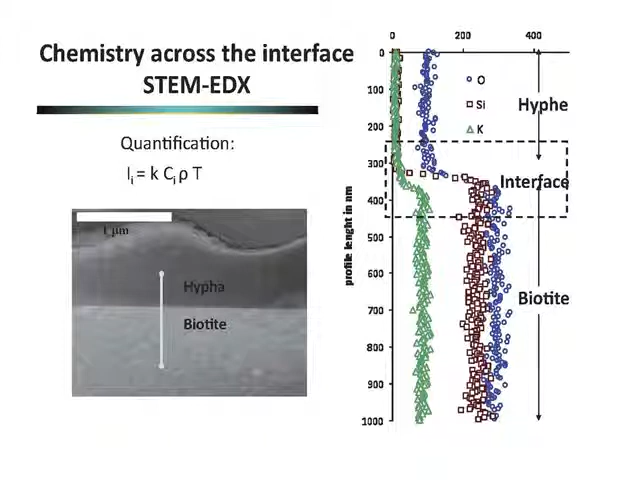 Chemistry across the interface
STEM-EDX
Quantification:
Iᵢ = k Cᵢ ρ T
1 µm
Hypha
Biotite
0 200 400
0
100
200
300
400
500
600
700
800
900
1000
profile lenght in nm
O
Si
K
Hyphe
Interface
Biotite